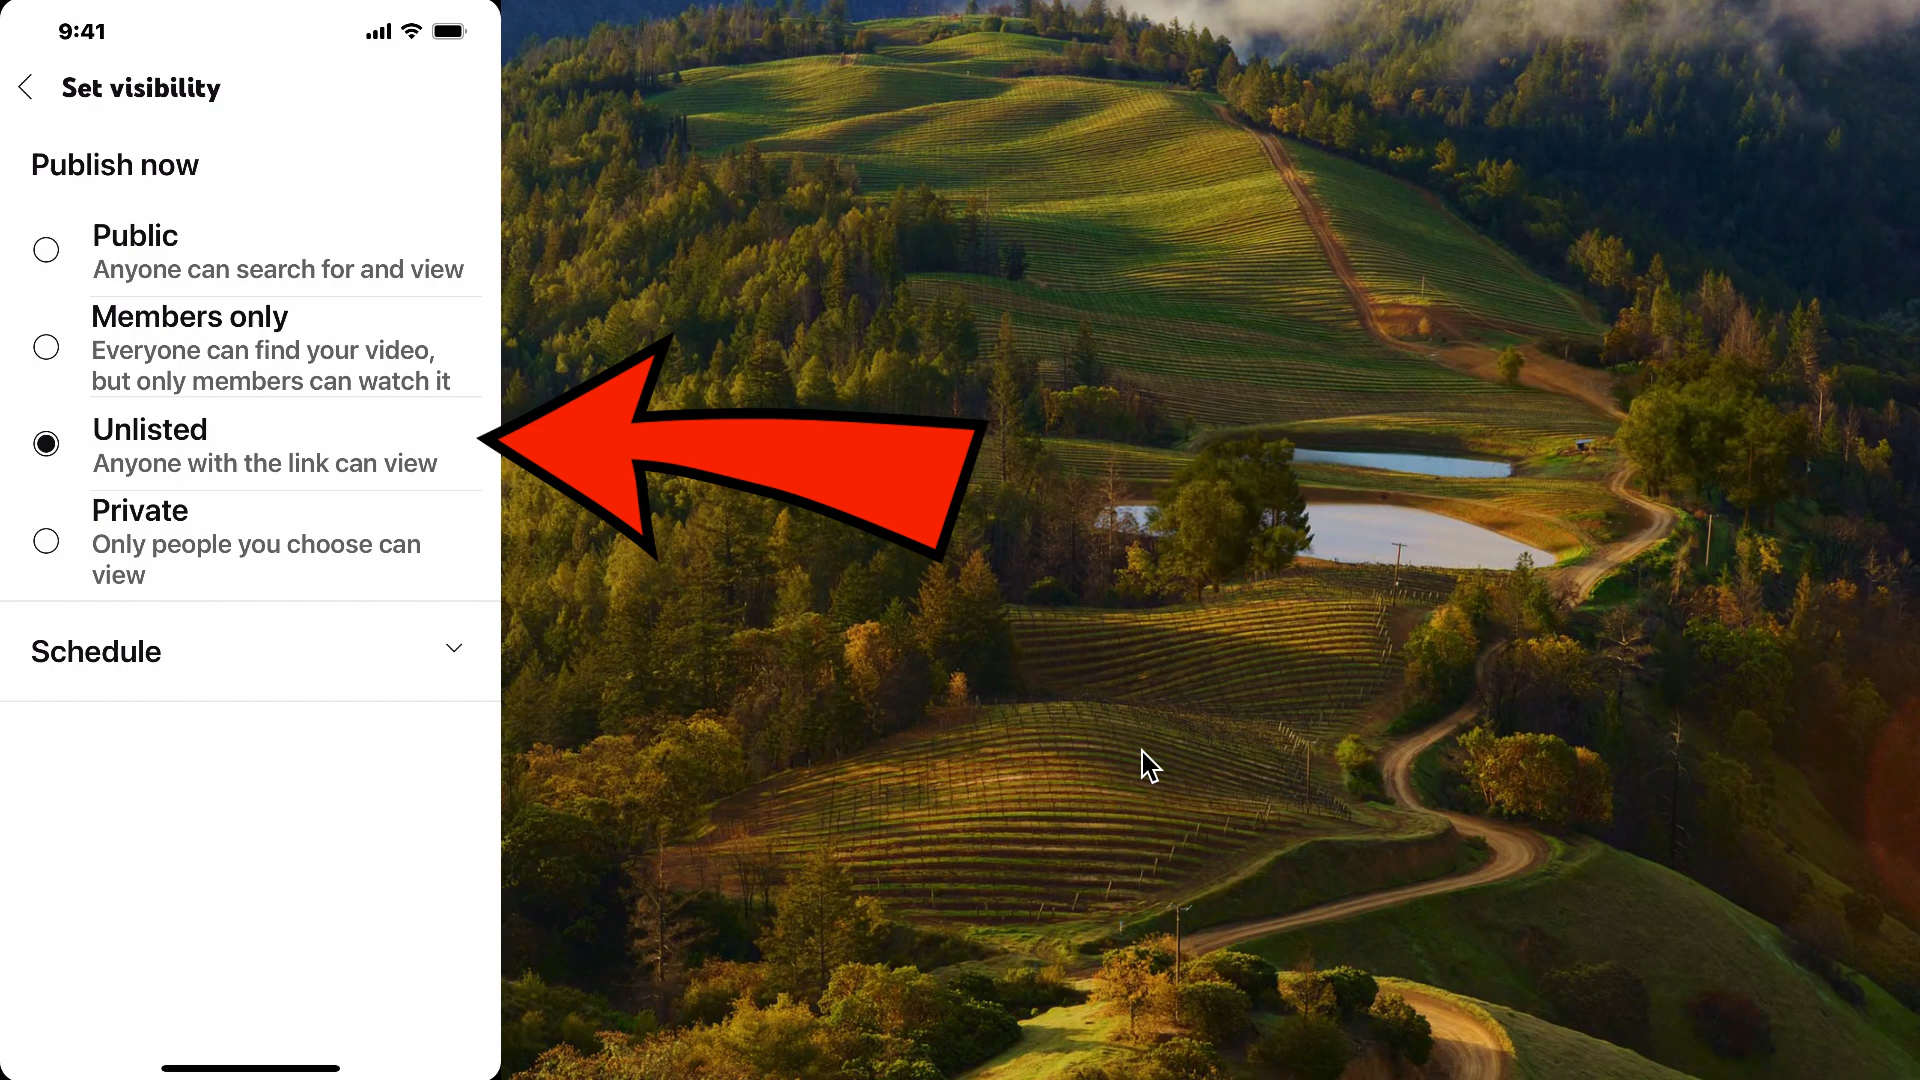 9:41
Set visibility
Publish now
Public
Anyone can search for and view
Members only
Everyone can find your video,
but only members can watch it
Unlisted
Anyone with the link can view
Private
Only people you choose can
view
Schedule